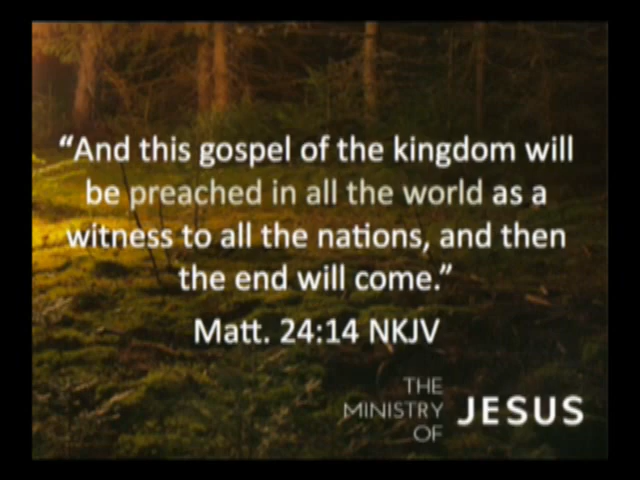 “And this gospel of the kingdom will
be preached in all the world as a
witness to all the nations, and then
the end will come.”
Matt. 24:14 NKJV
THE
MINISTRY
OF
JESUS